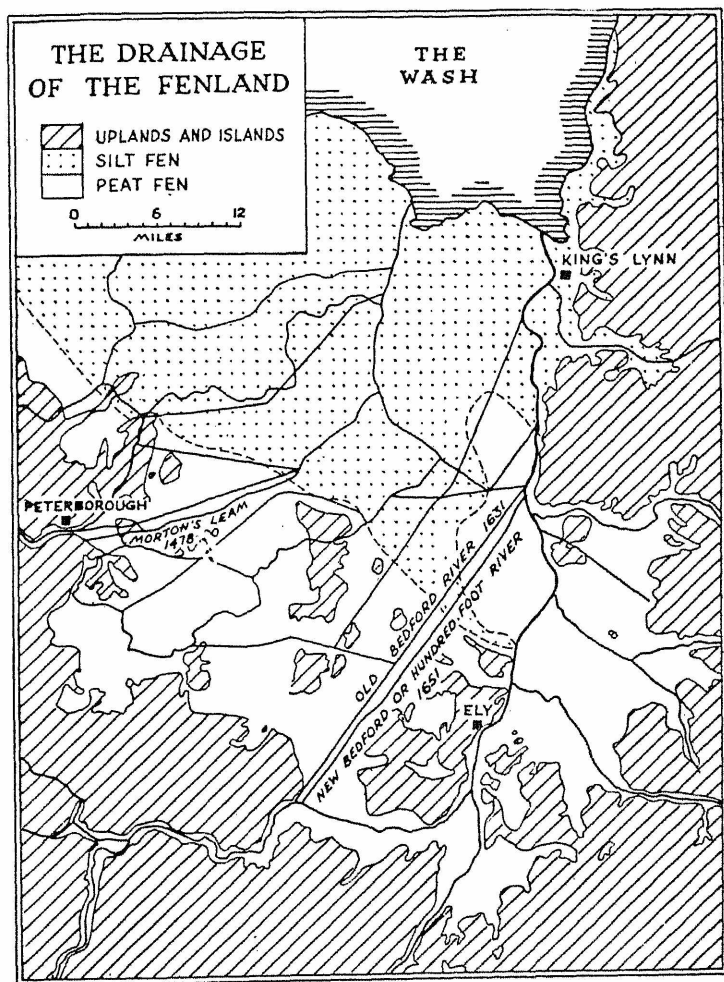 THE DRAINAGE
OF THE FENLAND
UPLANDS AND ISLANDS
SILT FEN
PEAT FEN
0 6 12
MILES
THE
WASH
KING'S LYNN
PETERBOROUGH
MORTON'S LEAM
1478
OLD BEDFORD RIVER 1631
NEW BEDFORD OR HUNDRED-FOOT RIVER
1651
ELY